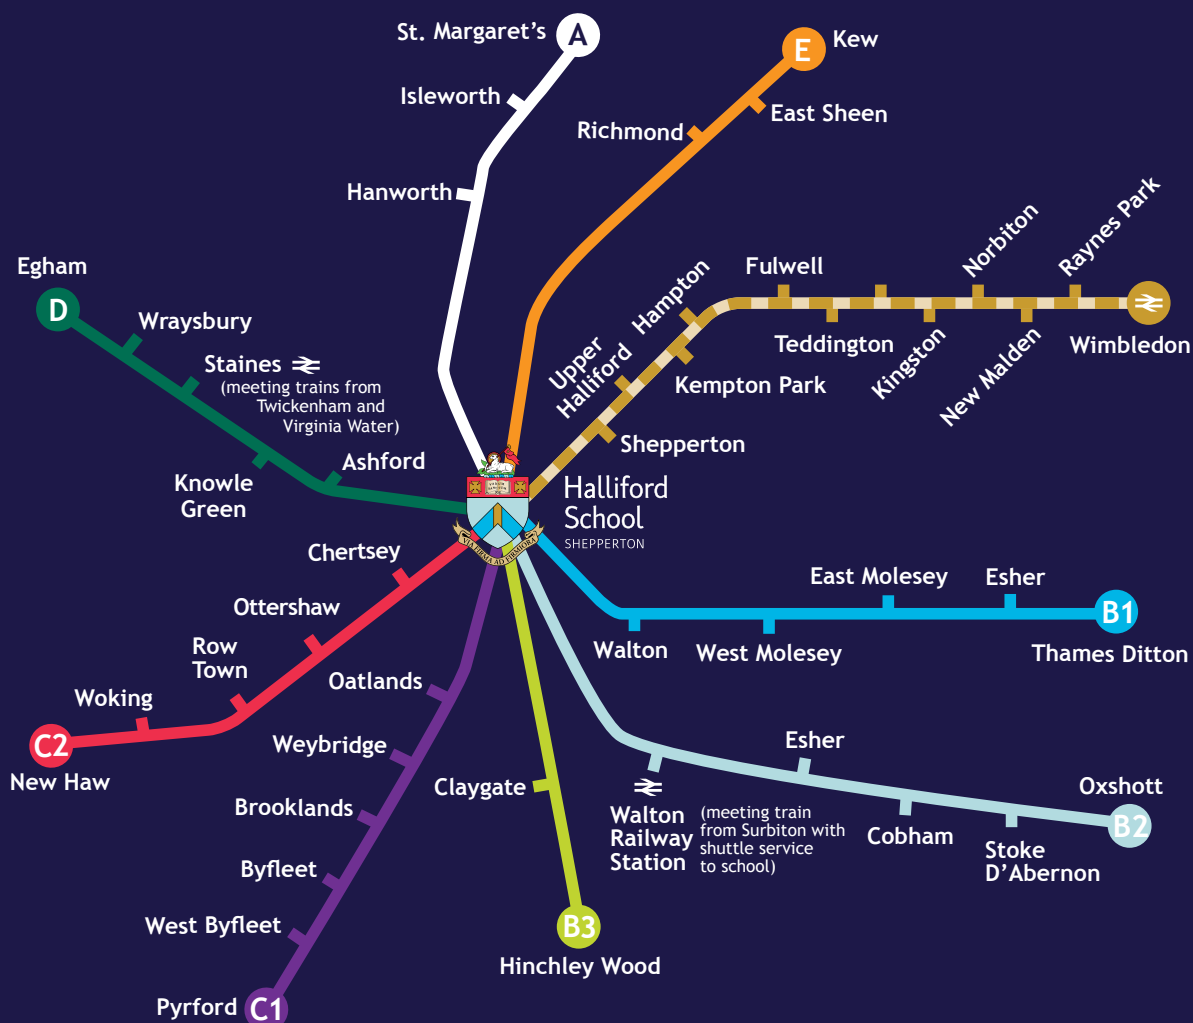 St. Margaret’s
A
Isleworth
Hanworth
E
Kew
East Sheen
Richmond
Egham
D
Wraysbury
Staines
(meeting trains from
Twickenham and
Virginia Water)
Knowle
Green
Ashford
Upper
Halliford
Hampton
Fulwell
Norbiton
Raynes Park
Teddington
Kingston
New Malden
Wimbledon
Kempton Park
Shepperton
Halliford
School
SHEPPERTON
VIA PRIMA AD FIRMIORA
Chertsey
Ottershaw
Row
Town
Woking
C2
New Haw
Oatlands
Weybridge
Brooklands
Byfleet
West Byfleet
Pyrford
C1
Claygate
B3
Hinchley Wood
East Molesey
Esher
B1
Walton
West Molesey
Thames Ditton
Esher
Oxshott
B2
Walton
Railway
Station
(meeting train
from Surbiton with
shuttle service
to school)
Cobham
Stoke
D’Abernon